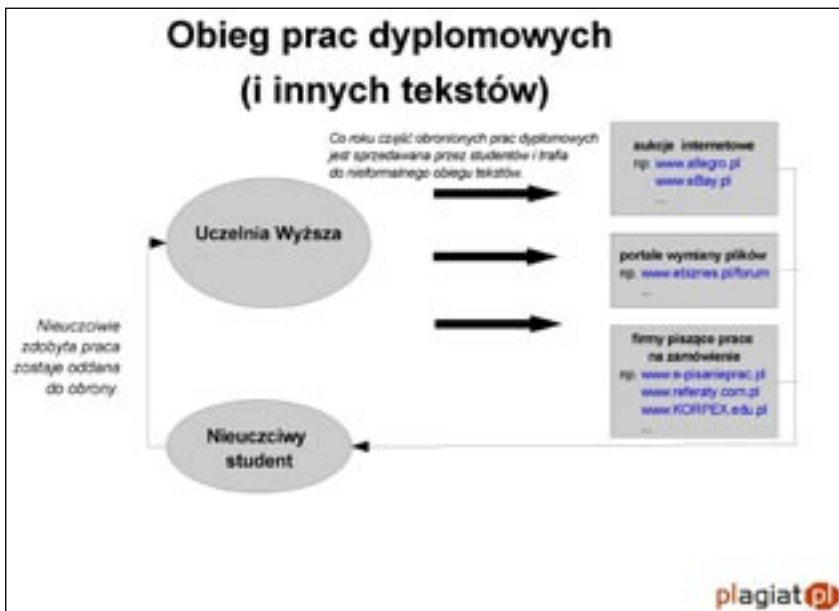 Obieg prac dyplomowych
(i innych tekstów)
Co roku część obronionych prac dyplomowych
jest sprzedawana przez studentów i trafia
do nieformalnego obiegu tekstów.
aukcje internetowe
np. www.allegro.pl
www.eBay.pl
...
Uczelnia Wyższa
portale wymiany plików
np. www.ebiznes.pl/forum
...
Nieuczciwie
zdobyta praca
zostaje oddana
do obrony.
firmy piszące prace
na zamówienie
np. www.e-pisanieprac.pl
www.referaty.com.pl
www.KORPEX.edu.pl
...
Nieuczciwy
student
plagiat pl